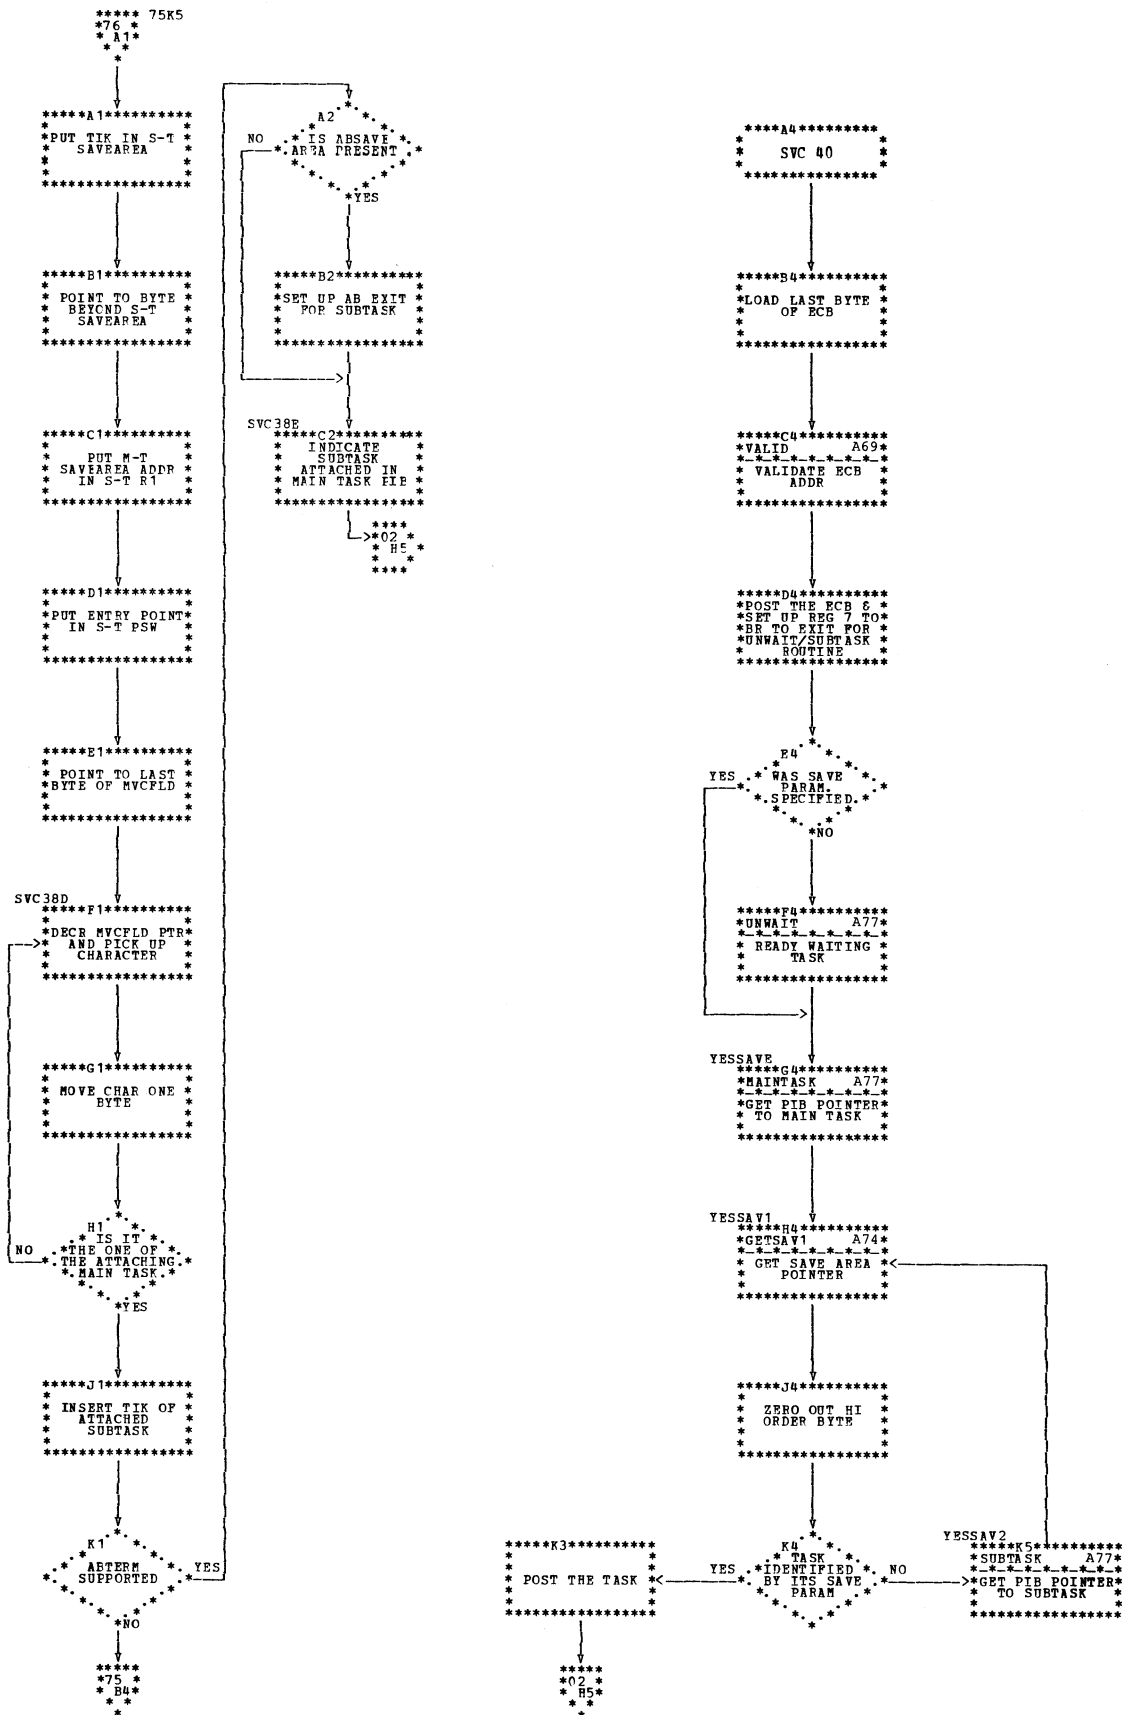 75K5
76
A1
A1
PUT TIK IN S-T
SAVEAREA
B1
POINT TO BYTE
BEYOND S-T
SAVEAREA
C1
PUT M-T
SAVEAREA ADDR
IN S-T R1
D1
PUT ENTRY POINT
IN S-T PSW
E1
POINT TO LAST
BYTE OF MVCFLD
SVC38D
F1
DECR MVCFLD PTR
AND PICK UP
CHARACTER
G1
MOVE CHAR ONE
BYTE
H1
IS IT
THE ONE OF
THE ATTACHING
MAIN TASK
NO
YES
J1
INSERT TIK OF
ATTACHED
SUBTASK
K1
ABTERM
SUPPORTED
YES
NO
75
B4
A2
IS ABSAVE
AREA PRESENT
NO
YES
B2
SET UP AB EXIT
FOR SUBTASK
SVC38E
C2
INDICATE
SUBTASK
ATTACHED IN
MAIN TASK PIB
02
H5
A4
SVC 40
B4
LOAD LAST BYTE
OF ECB
C4
VALID A69
VALIDATE ECB
ADDR
D4
POST THE ECB &
SET UP REG 7 TO
BR TO EXIT FOR
UNWAIT/SUBTASK
ROUTINE
E4
WAS SAVE
PARAM.
SPECIFIED.
YES
NO
F4
UNWAIT A77
READY WAITING
TASK
YESSAVE
G4
MAINTASK A77
GET PIB POINTER
TO MAIN TASK
YESSAV1
H4
GETSAV1 A74
GET SAVE AREA
POINTER
J4
ZERO OUT HI
ORDER BYTE
K4
TASK
IDENTIFIED
BY ITS SAVE
PARAM
YES
NO
K3
POST THE TASK
02
H5
YESSAV2
K5
SUBTASK A77
GET PIB POINTER
TO SUBTASK